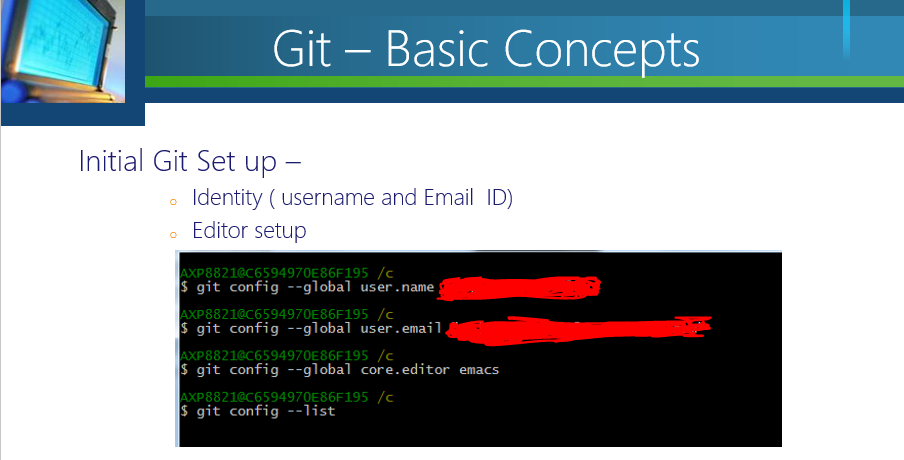 Git – Basic Concepts
Initial Git Set up –
Identity ( username and Email ID)
Editor setup
AXP8821@C6594970E86F195 /c
$ git config --global user.name
AXP8821@C6594970E86F195 /c
$ git config --global user.email
AXP8821@C6594970E86F195 /c
$ git config --global core.editor emacs
AXP8821@C6594970E86F195 /c
$ git config --list